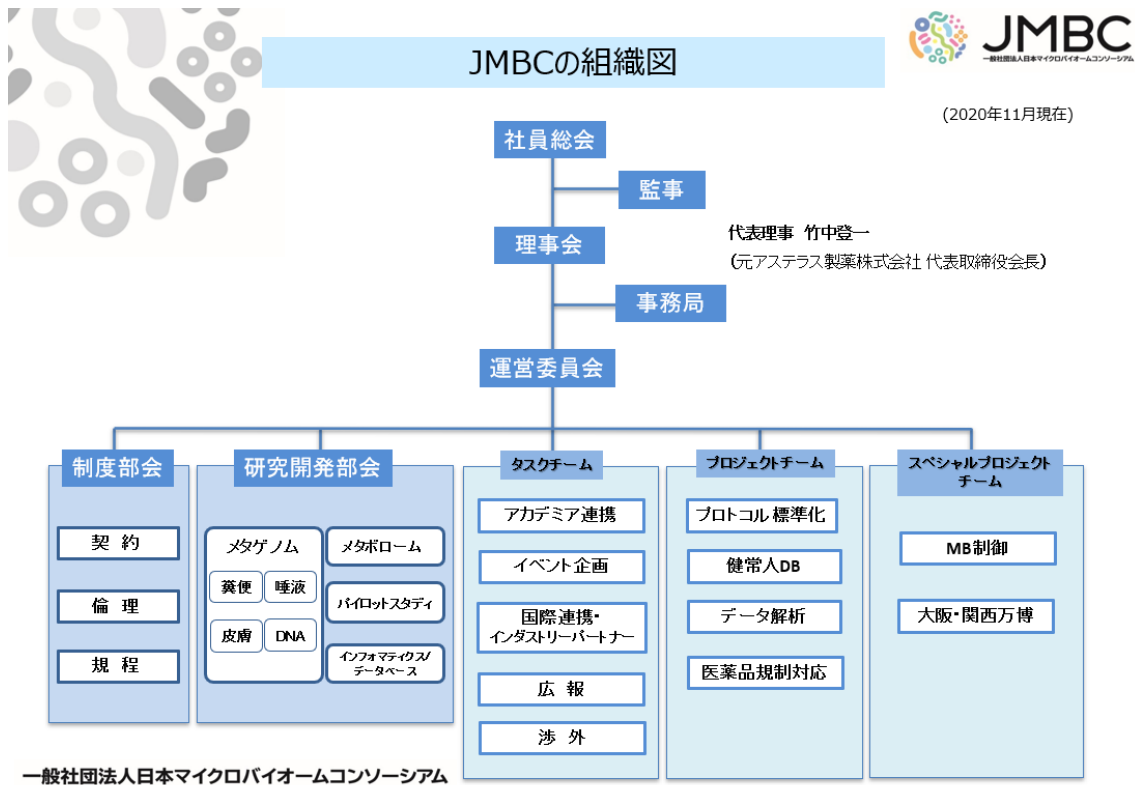 JMBCの組織図
JMBC
一般社団法人日本マイクロバイオームコンソーシアム
(2020年11月現在)
社員総会
監事
理事会
代表理事 竹中登一
(元アステラス製薬株式会社 代表取締役会長)
事務局
運営委員会
制度部会
契 約
倫 理
規 程
研究開発部会
メタゲノム
糞便
唾液
皮膚
DNA
メタボローム
パイロットスタディ
インフォマティクス/
データベース
タスクチーム
アカデミア連携
イベント企画
国際連携・
インダストリーパートナー
広 報
渉 外
プロジェクトチーム
プロトコル標準化
健常人DB
データ解析
医薬品規制対応
スペシャルプロジェクト
チーム
MB制御
大阪・関西万博
一般社団法人日本マイクロバイオームコンソーシアム